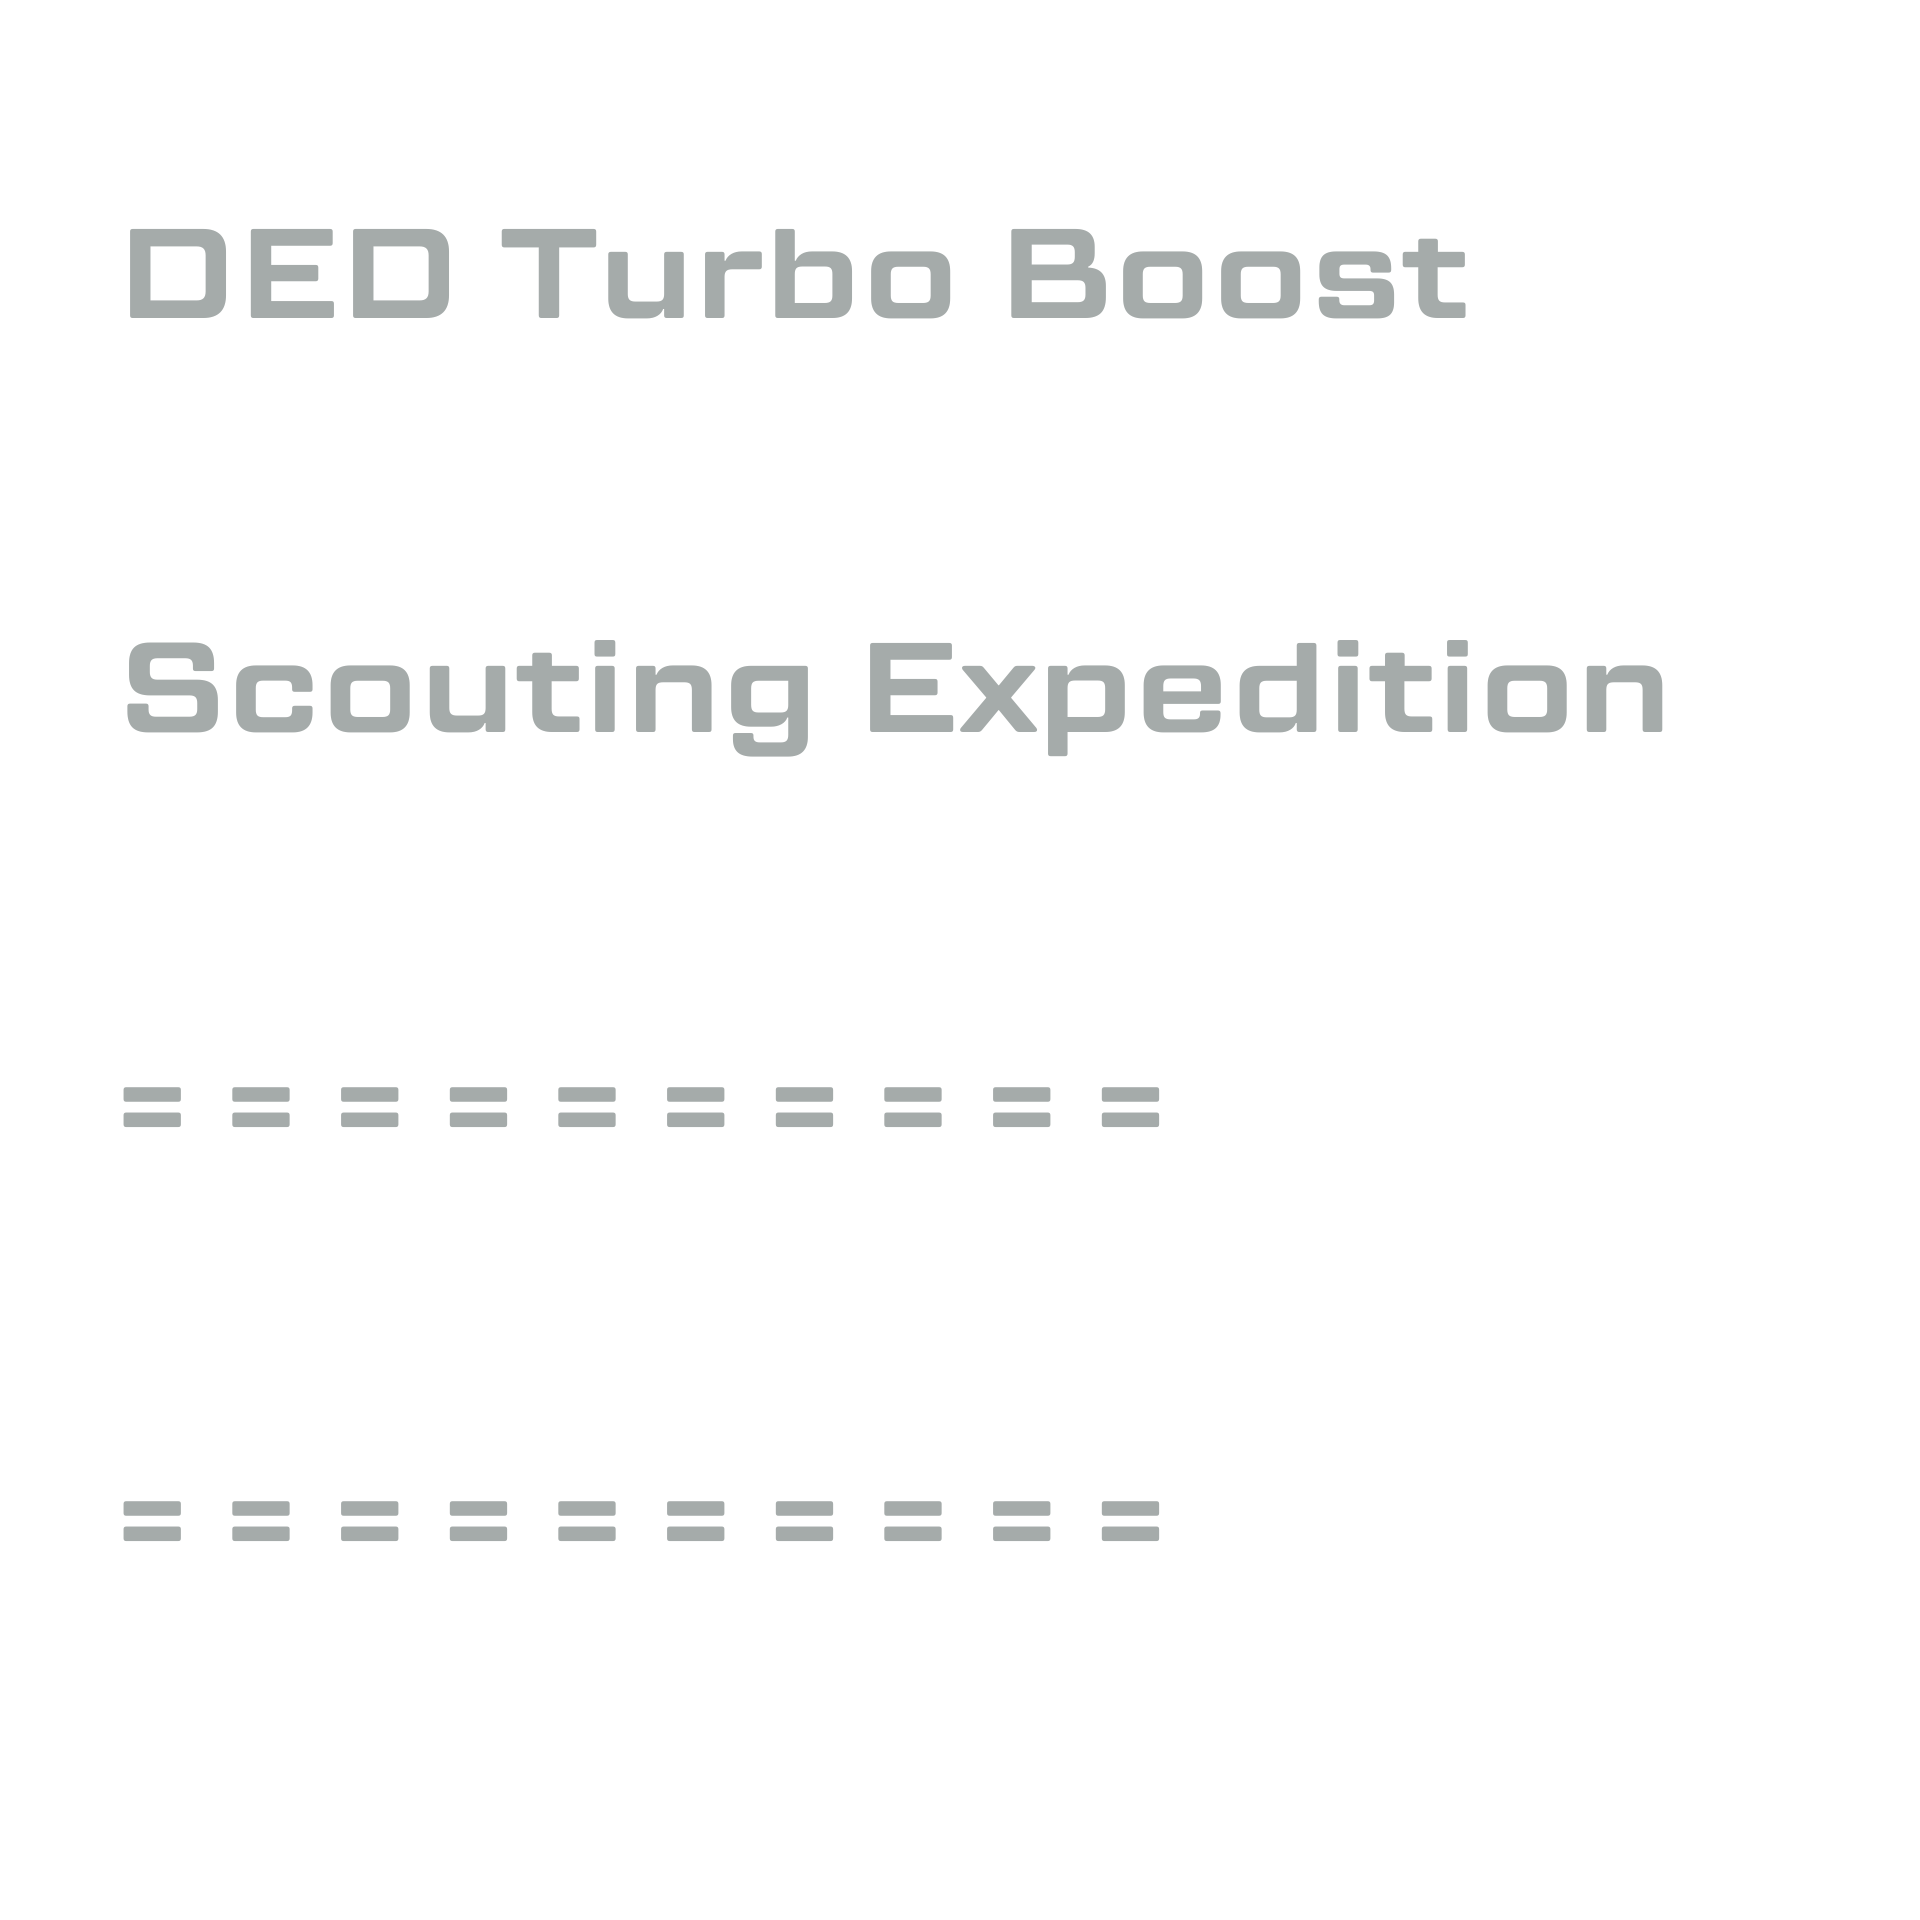 DED Turbo Boost
Scouting Expedition
= = = = = = = = = =
= = = = = = = = = =